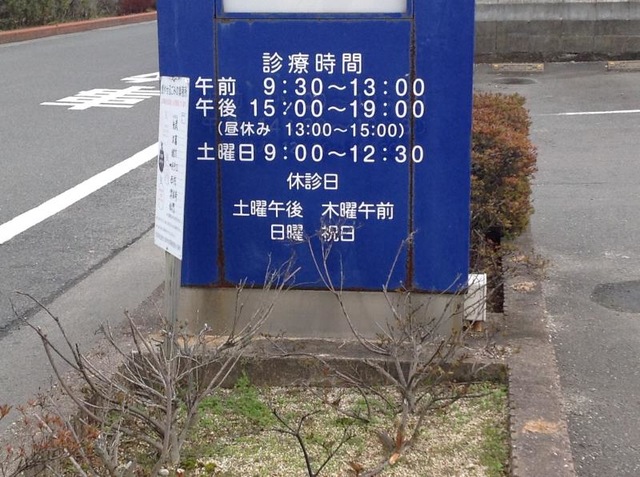 診療時間
午前 9:30～13:00
午後 15:00～19:00
(昼休み 13:00～15:00)
土曜日 9:00～12:30
休診日
土曜午後 木曜午前
日曜 祝日